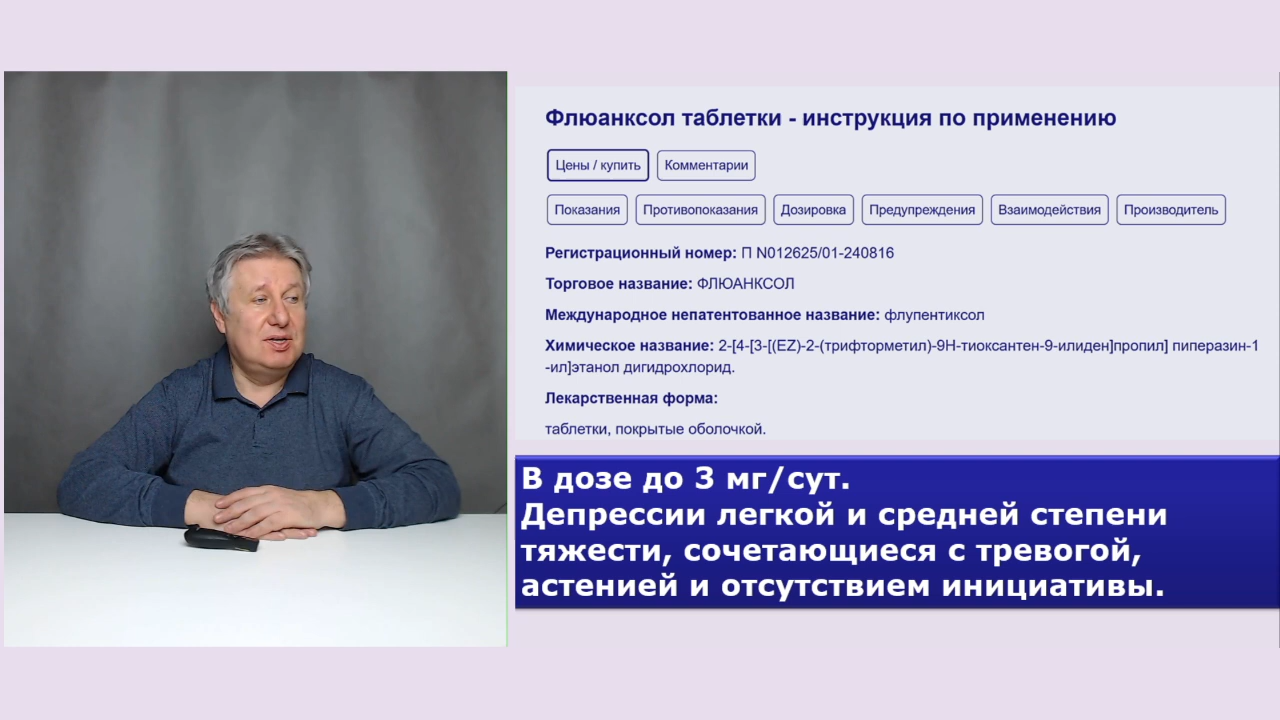 Флюанксол таблетки - инструкция по применению
Цены / купить
Комментарии
Показания
Противопоказания
Дозировка
Предупреждения
Взаимодействия
Производитель
Регистрационный номер: П N012625/01-240816
Торговое название: ФЛЮАНКСОЛ
Международное непатентованное название: флупентиксол
Химическое название: 2-[4-[3-[(EZ)-2-(трифторметил)-9Н-тиоксантен-9-илиден]пропил] пиперазин-1
-ил]этанол дигидрохлорид.
Лекарственная форма:
таблетки, покрытые оболочкой.
В дозе до 3 мг/сут.
Депрессии легкой и средней степени
тяжести, сочетающиеся с тревогой,
астенией и отсутствием инициативы.